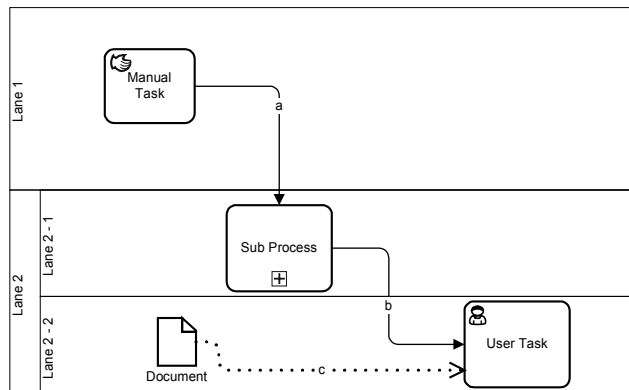 Lane 1
Manual
Task
a
Lane 2
Lane 2 - 1
Sub Process
b
Lane 2 - 2
User Task
c
Document